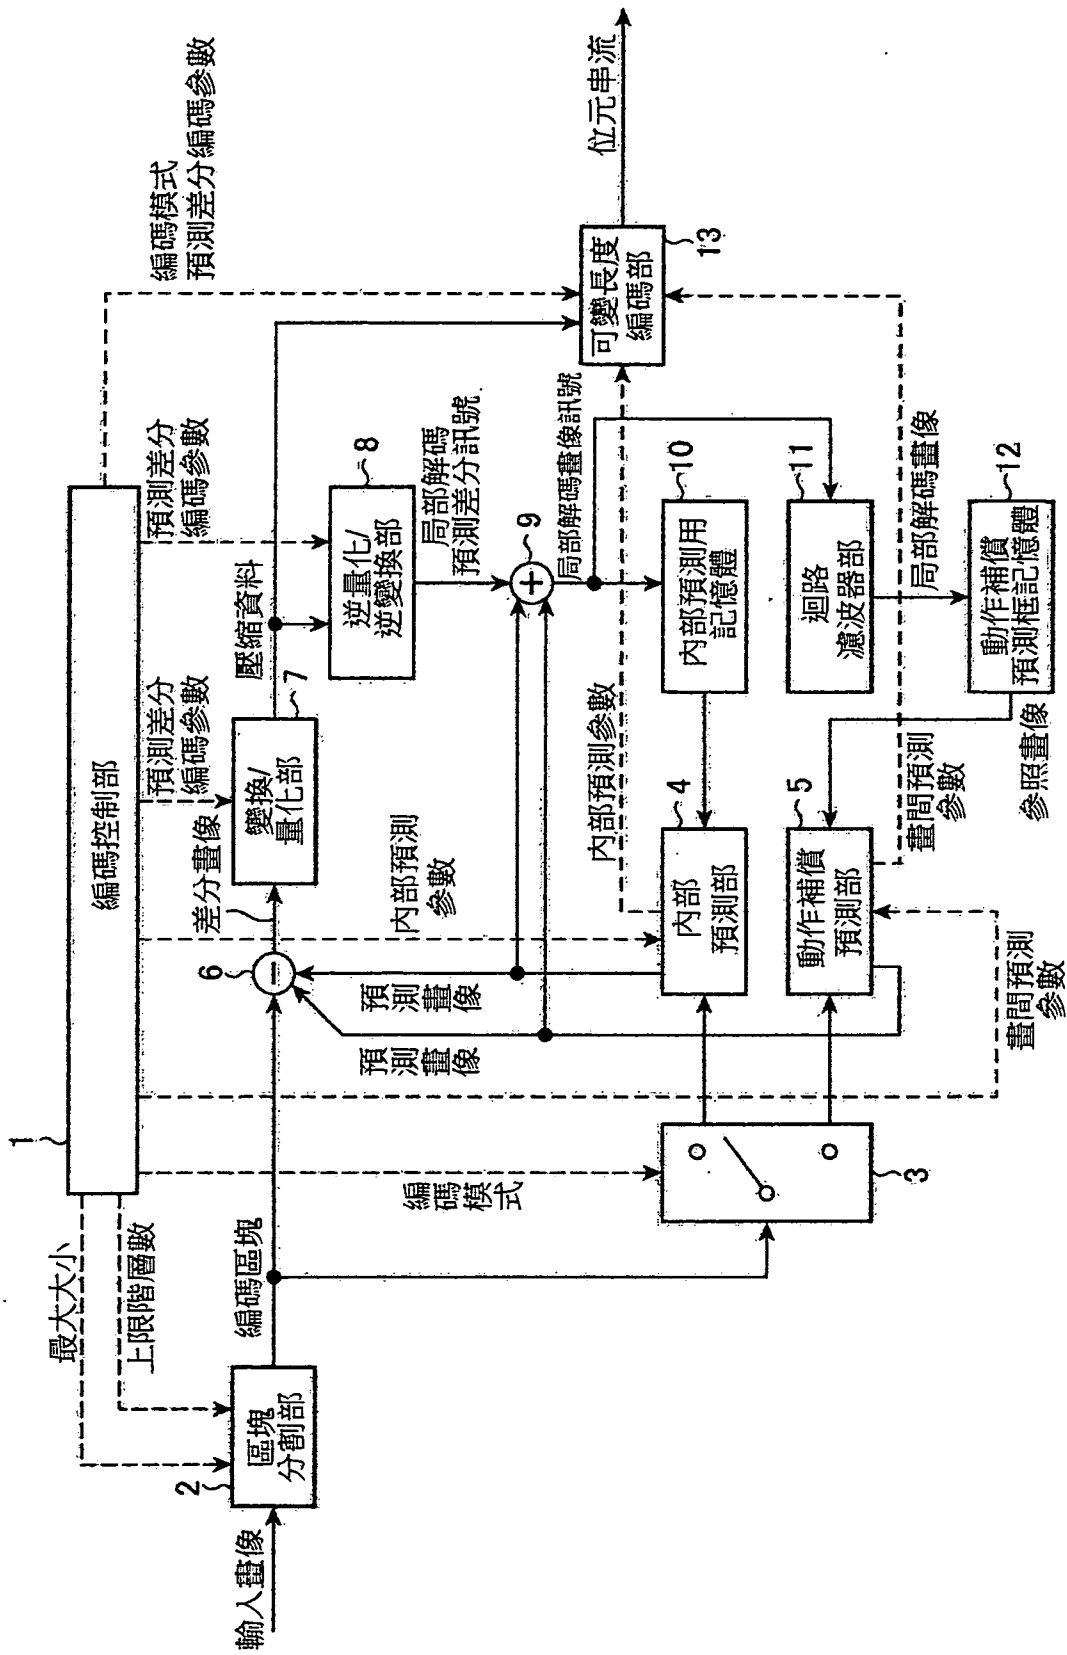 1
編碼控制部
最大大小
上限階層數
輸入畫像
2
區塊
分割部
編碼區塊
編碼模式
3
6
差分畫像
預測差分
編碼參數
變換/
量化部
7
壓縮資料
預測差分
編碼參數
逆量化/
逆變換部
8
局部解碼
預測差分訊號
9
局部解碼畫像訊號
編碼模式
預測差分編碼參數
可變長度
編碼部
13
位元串流
內部預測
參數
預測
畫像
預測
畫像
內部預測參數
內部
預測部
4
動作補償
預測部
5
內部預測用
記憶體
10
迴路
濾波器部
11
局部解碼畫像
動作補償
預測框記憶體
12
參照畫像
畫間預測
參數
畫間預測
參數